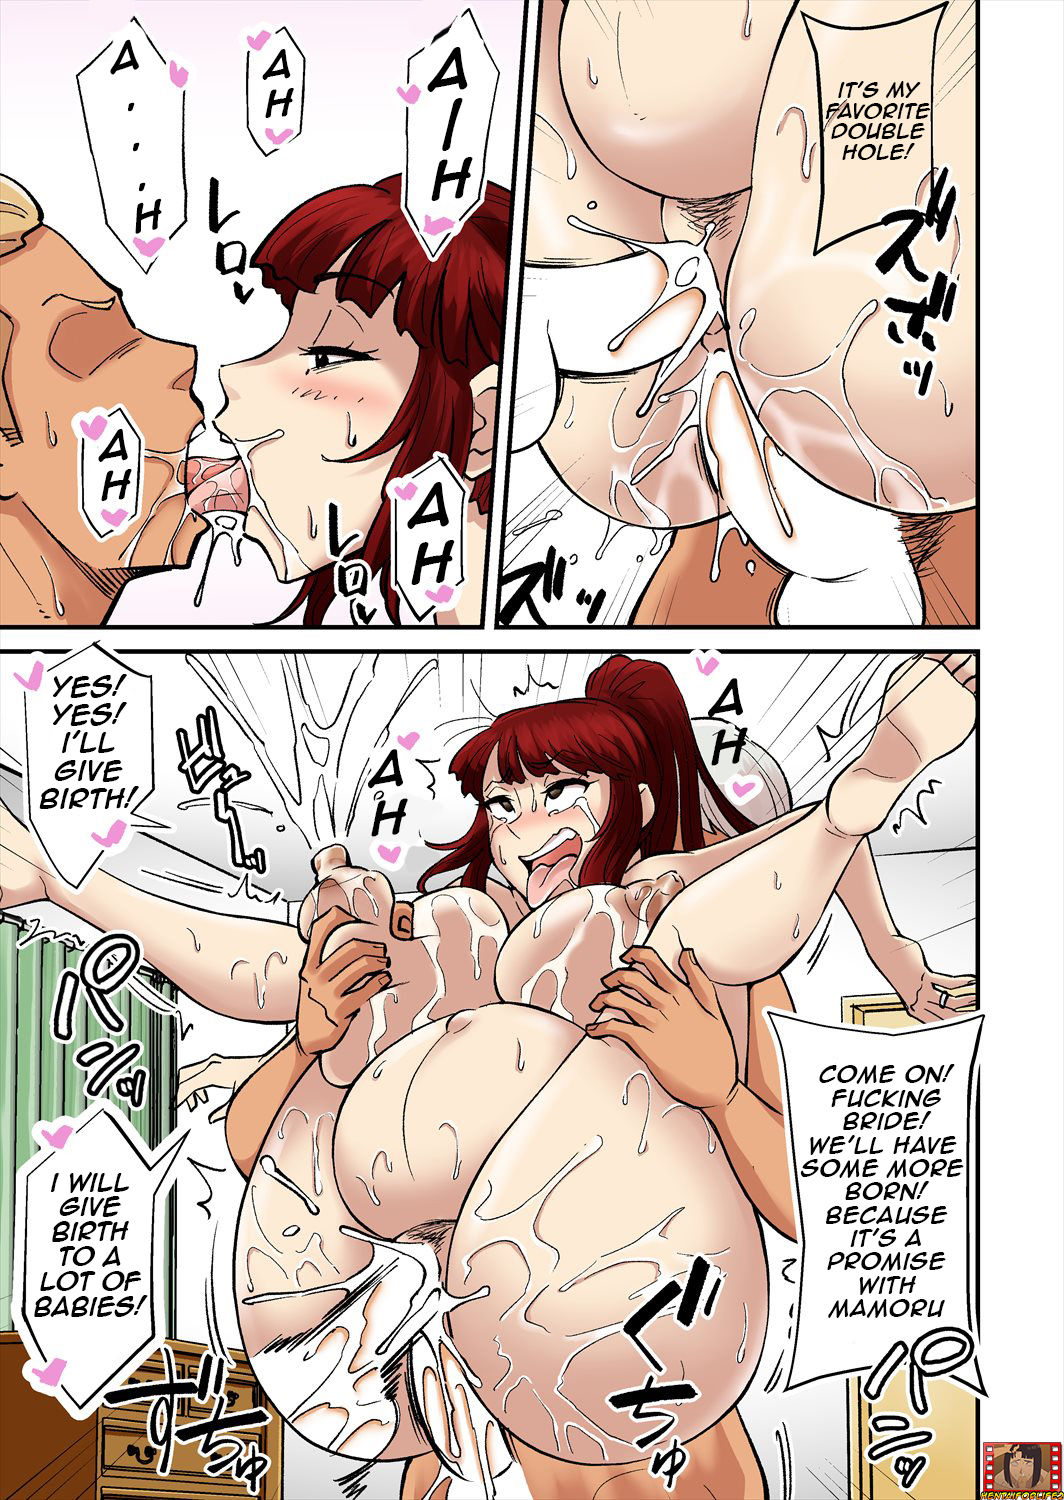 IT'S MY
FAVORITE
DOUBLE
HOLE!
ズボッ
ズッ
AIH
AH
A..H
レロ
AH
AH
レロ
YES!
YES!
I'LL
GIVE
BIRTH!
AH
AH
パン
COME ON!
FUCKING
BRIDE!
WE'LL HAVE
SOME MORE
BORN!
BECAUSE
IT'S A
PROMISE
WITH
MAMORU
パン
I WILL
GIVE
BIRTH
TO A
LOT OF
BABIES!
ぐちゅ
ずちゅ